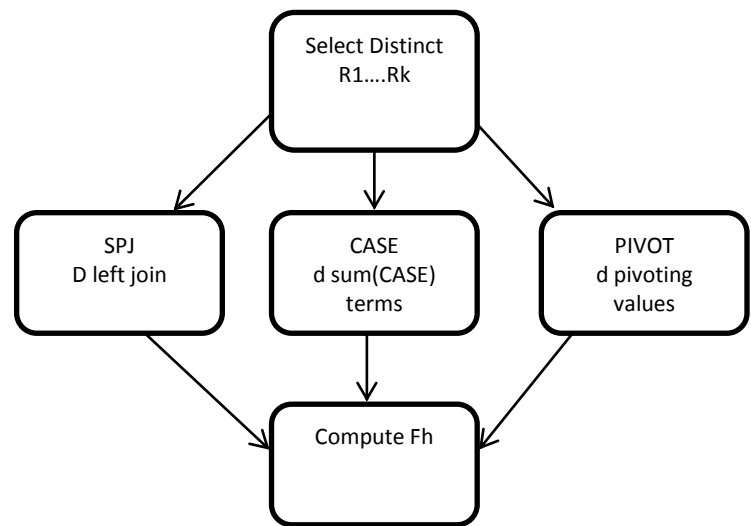 Select Distinct
R1....Rk
SPJ
D left join
CASE
d sum(CASE)
terms
PIVOT
d pivoting
values
Compute Fh